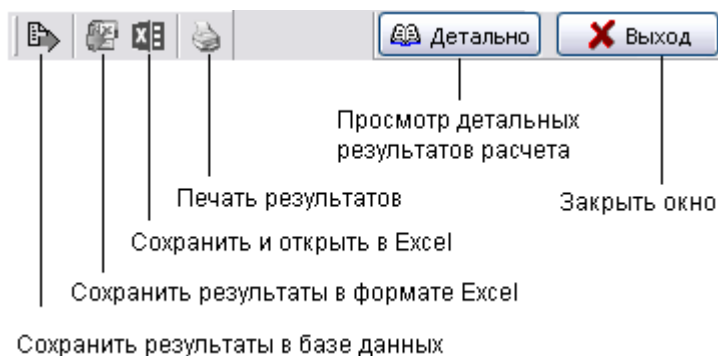 Детально
Выход
Просмотр детальных
результатов расчета
Печать результатов
Закрыть окно
Сохранить и открыть в Excel
Сохранить результаты в формате Excel
Сохранить результаты в базе данных